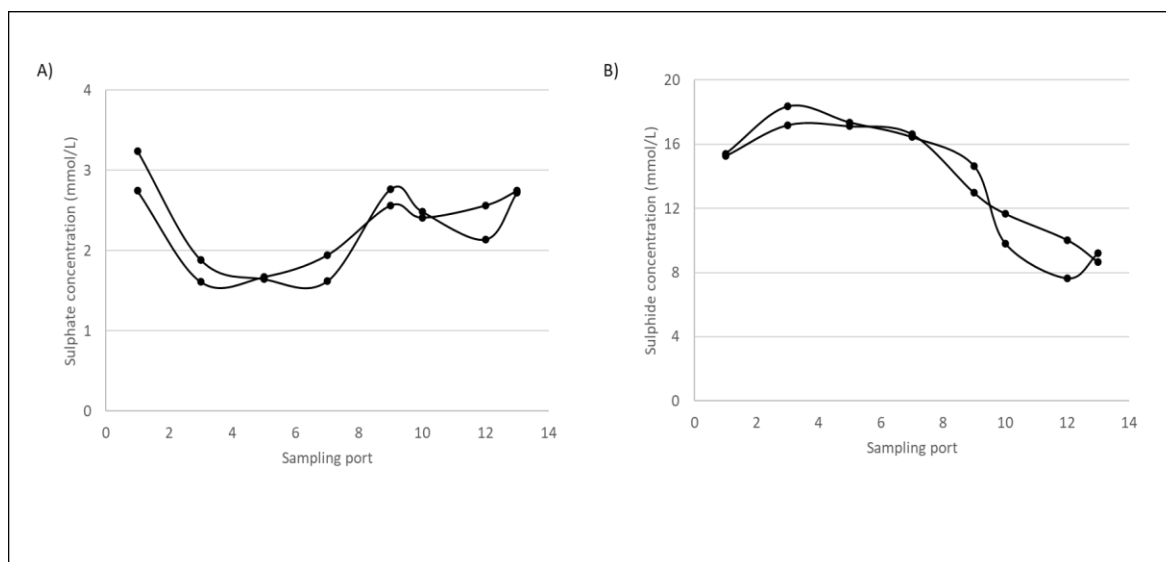 A)
Sulphate concentration (mmol/L)
4
3
2
1
0
0 2 4 6 8 10 12 14
Sampling port
B)
Sulphide concentration (mmol/L)
20
16
12
8
4
0
0 2 4 6 8 10 12 14
Sampling port